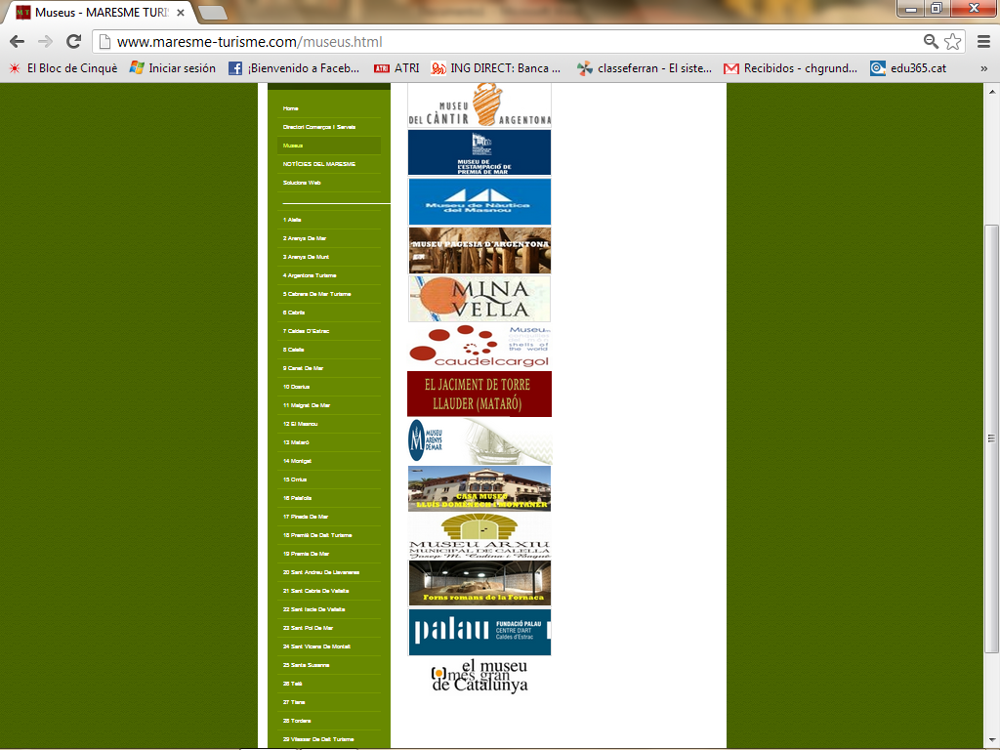 Museus - MARESME TURIS
www.maresme-turisme.com/museus.html
El Bloc de Cinquè
Iniciar sesión
¡Bienvenido a Faceb...
ATRI ATRI
ING DIRECT: Banca ...
classeferran - El siste...
Recibidos - chgrund...
edu365.cat
»
Home
Directori Comerços I Serveis
Museus
NOTÍCIES DEL MARESME
Solucions Web
1 Alella
2 Arenys De Mar
3 Arenys De Munt
4 Argentona Turisme
5 Cabrera De Mar Turisme
6 Cabrils
7 Caldes D'Estrac
8 Calella
9 Canet De Mar
10 Dosrius
11 Malgrat De Mar
12 El Masnou
13 Mataró
14 Montgat
15 Orrius
16 Palafolls
17 Pineda De Mar
18 Premià De Dalt Turisme
19 Premia De Mar
20 Sant Andreu De Llavaneres
21 Sant Cebria De Vallalta
22 Sant Iscle De Vallalta
23 Sant Pol De Mar
24 Sant Vicens De Montalt
25 Santa Susanna
26 Teià
27 Tiana
28 Tordera
29 Vilassar De Dalt Turisme
MUSEU
DEL CÀNTIR ARGENTONA
MUSEU DE
L'ESTAMPACIÓ DE
PREMIÀ DE MAR
Museu de Nàutica
del Masnou
MUSEU PAGESIA D'ARGENTONA
MINA
VELLA
Museu
shells of
the world
caudelcargol
EL JACIMENT DE TORRE
LLAUDER (MATARÓ)
MUSEU
ARENYS
DE MAR
CASA MUSEU
LLUÍS DOMÈNECH I MONTANER
MUSEU ARXIU
MUNICIPAL DE CALELLA
Josep M. Codina i Bagué
Forns romans de la Fornaca
palau
FUNDACIÓ PALAU
CENTRE D'ART
Caldes d'Estrac
el museu
més gran
de Catalunya